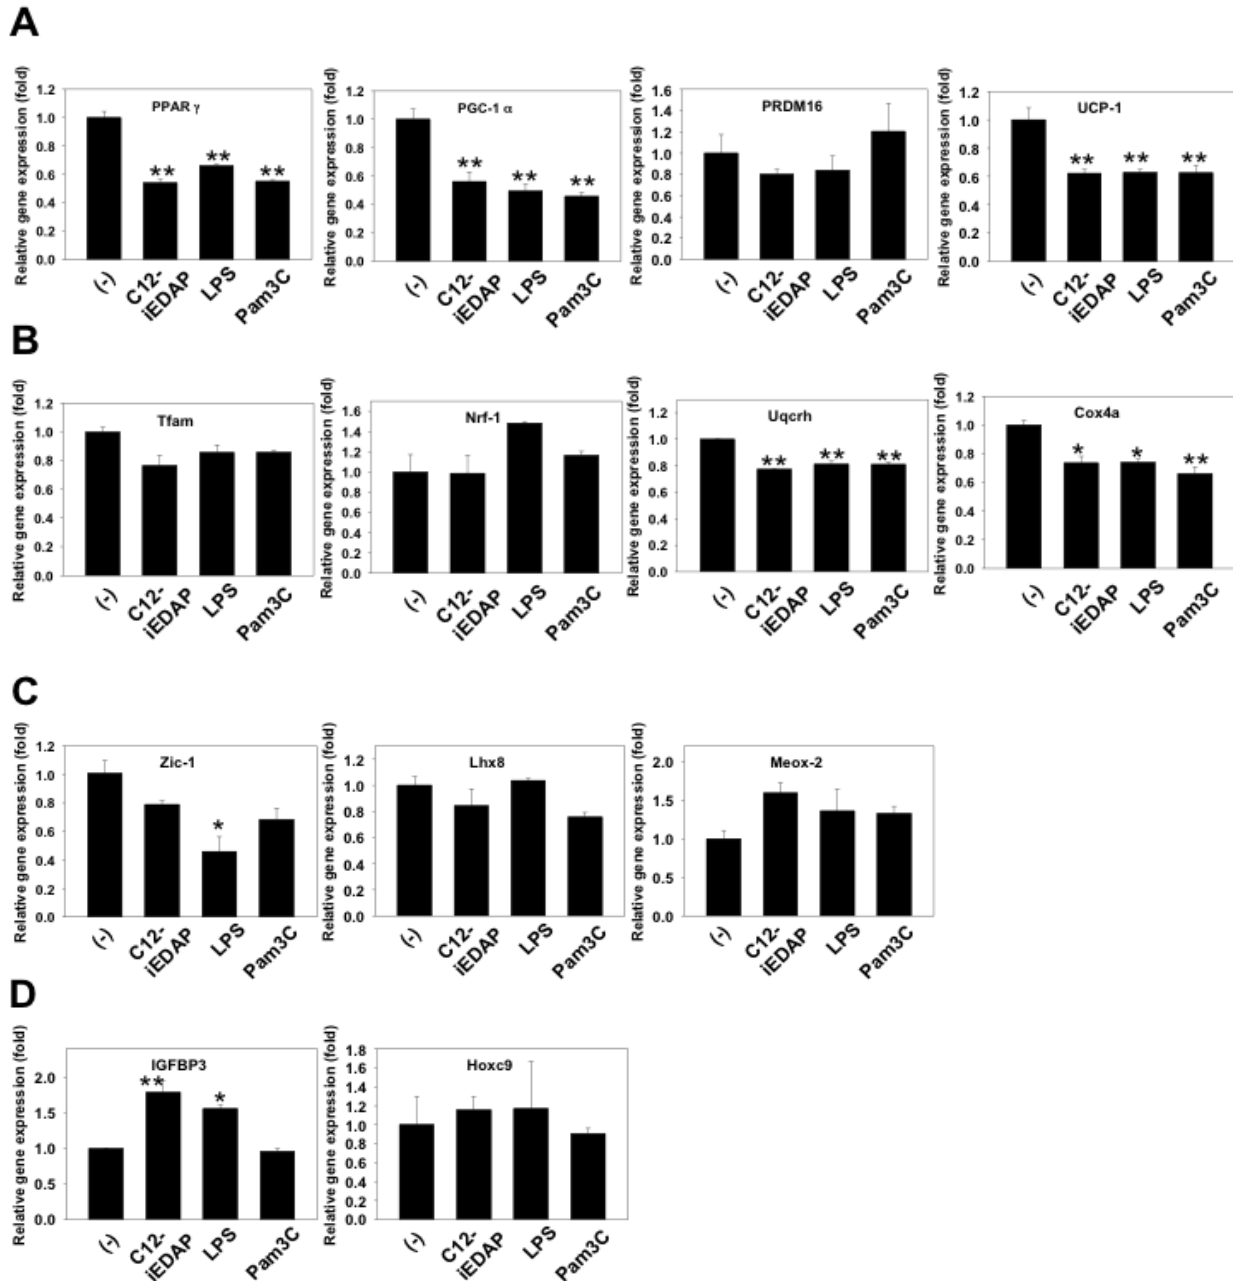 A
Relative gene expression (fold)
1.2
1.0
0.8
0.6
0.4
0.2
0.0
PPAR γ
**
**
**
(-)
C12-
iEDAP
LPS
Pam3C
Relative gene expression (fold)
1.2
1.0
0.8
0.6
0.4
0.2
0.0
PGC-1 α
**
**
**
(-)
C12-
iEDAP
LPS
Pam3C
Relative gene expression (fold)
1.6
1.4
1.2
1.0
0.8
0.6
0.4
0.2
0.0
PRDM16
(-)
C12-
iEDAP
LPS
Pam3C
Relative gene expression (fold)
1.2
1.0
0.8
0.6
0.4
0.2
0.0
UCP-1
**
**
**
(-)
C12-
iEDAP
LPS
Pam3C
B
Relative gene expression (fold)
1.2
1.0
0.8
0.6
0.4
0.2
0.0
Tfam
(-)
C12-
iEDAP
LPS
Pam3C
Relative gene expression (fold)
1.6
1.4
1.2
1.0
0.8
0.6
0.4
0.2
0.0
Nrf-1
(-)
C12-
iEDAP
LPS
Pam3C
Relative gene expression (fold)
1.2
1.0
0.8
0.6
0.4
0.2
0.0
Uqcrh
**
**
**
(-)
C12-
iEDAP
LPS
Pam3C
Relative gene expression (fold)
1.2
1.0
0.8
0.6
0.4
0.2
0.0
Cox4a
*
*
**
(-)
C12-
iEDAP
LPS
Pam3C
C
Relative gene expression (fold)
1.2
1.0
0.8
0.6
0.4
0.2
0.0
Zic-1
*
(-)
C12-
iEDAP
LPS
Pam3C
Relative gene expression (fold)
1.2
1.0
0.8
0.6
0.4
0.2
0.0
Lhx8
(-)
C12-
iEDAP
LPS
Pam3C
Relative gene expression (fold)
2.0
1.5
1.0
0.5
0.0
Meox-2
(-)
C12-
iEDAP
LPS
Pam3C
D
Relative gene expression (fold)
2.0
1.5
1.0
0.5
0.0
IGFBP3
**
*
(-)
C12-
iEDAP
LPS
Pam3C
Relative gene expression (fold)
1.8
1.6
1.4
1.2
1.0
0.8
0.6
0.4
0.2
0.0
Hoxc9
(-)
C12-
iEDAP
LPS
Pam3C